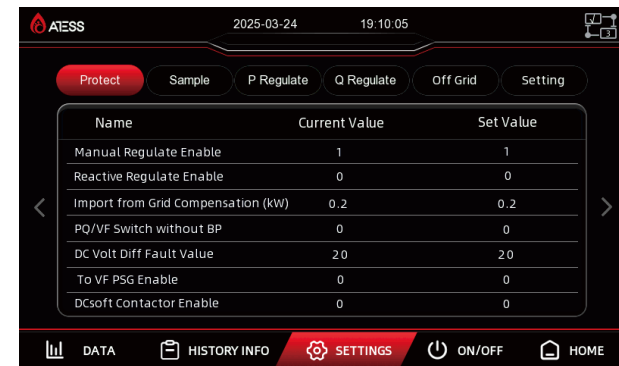 ATESS 2025-03-24 19:10:05
3
Protect Sample P Regulate Q Regulate Off Grid Setting
Name Current Value Set Value
Manual Regulate Enable 1 1
Reactive Regulate Enable 0 0
Import from Grid Compensation (kW) 0.2 0.2
PQ/VF Switch without BP 0 0
DC Volt Diff Fault Value 20 20
To VF PSG Enable 0 0
DCsoft Contactor Enable 0 0
DATA HISTORY INFO SETTINGS ON/OFF HOME